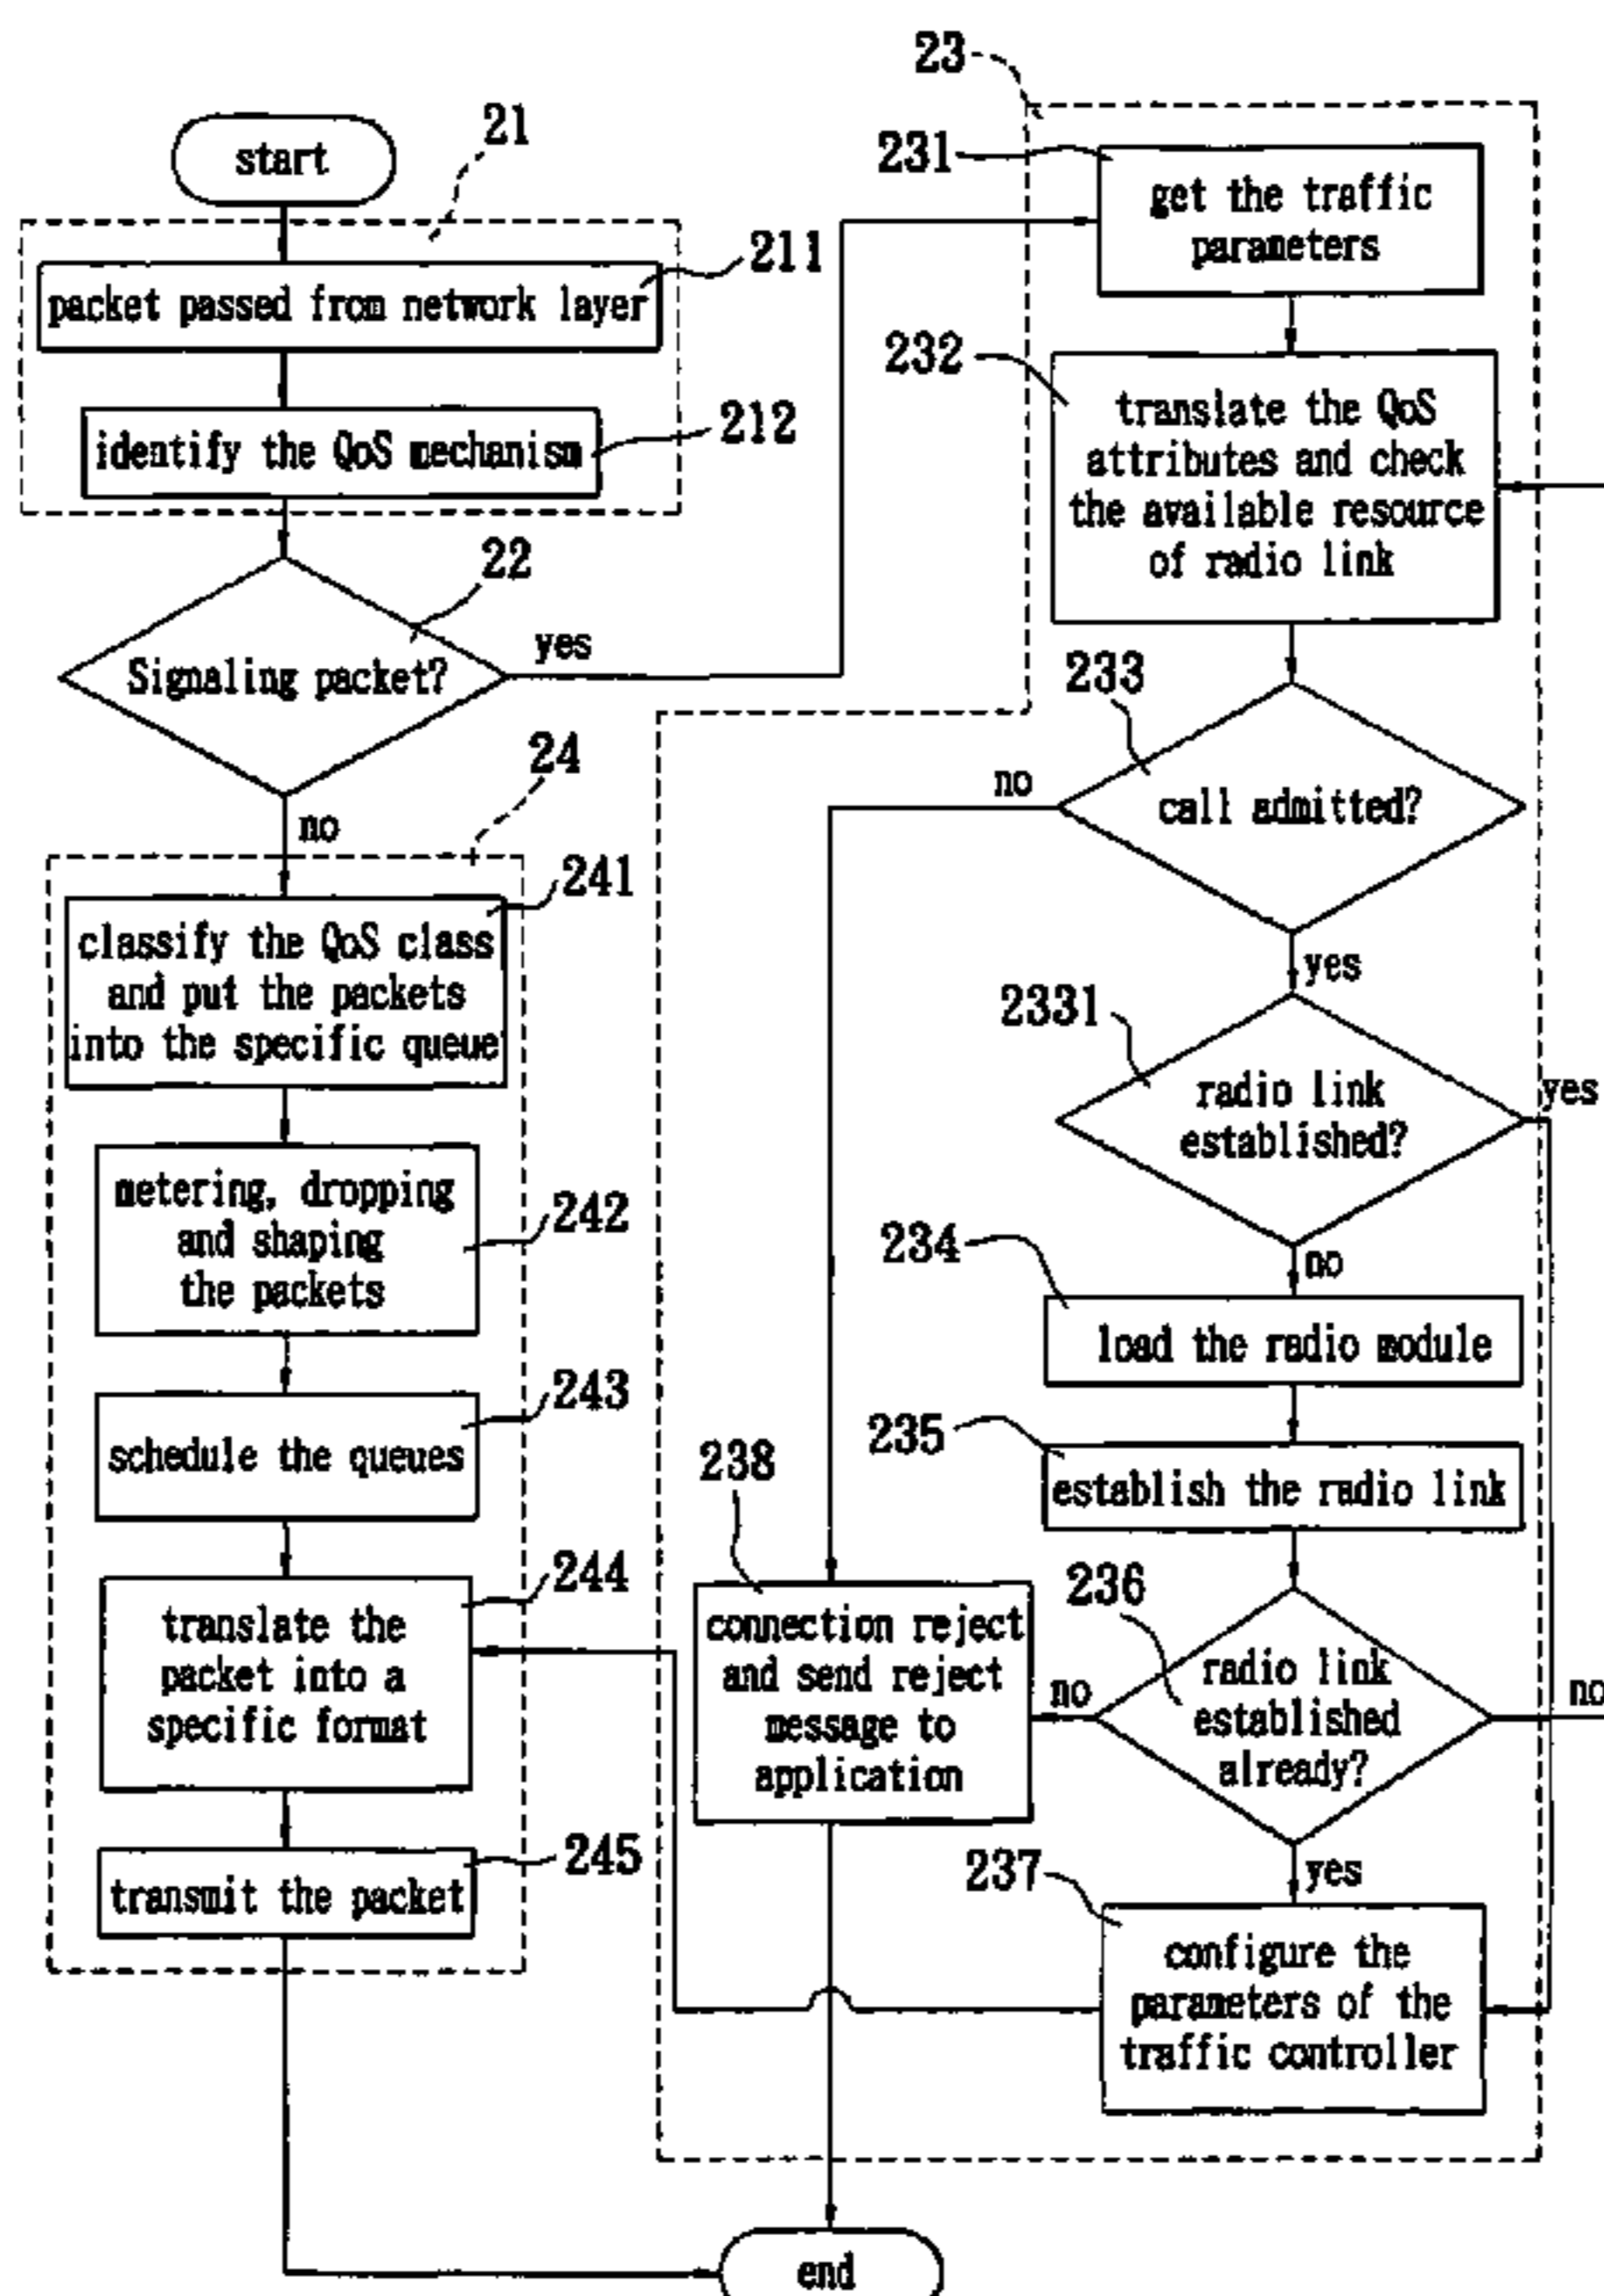 start
21
packet passed from network layer
211
identify the QoS mechanism
212
22
Signaling packet?
yes
no
24
classify the QoS class
and put the packets
into the specific queue
241
metering, dropping
and shaping
the packets
242
schedule the queues
243
translate the
packet into a
specific format
244
transmit the packet
245
23
231
get the traffic
parameters
232
translate the QoS
attributes and check
the available resource
of radio link
233
call admitted?
no
yes
2331
radio link
established?
yes
no
234
load the radio module
235
establish the radio link
236
radio link
established
already?
no
no
yes
238
connection reject
and send reject
message to
application
237
configure the
parameters of the
traffic controller
end